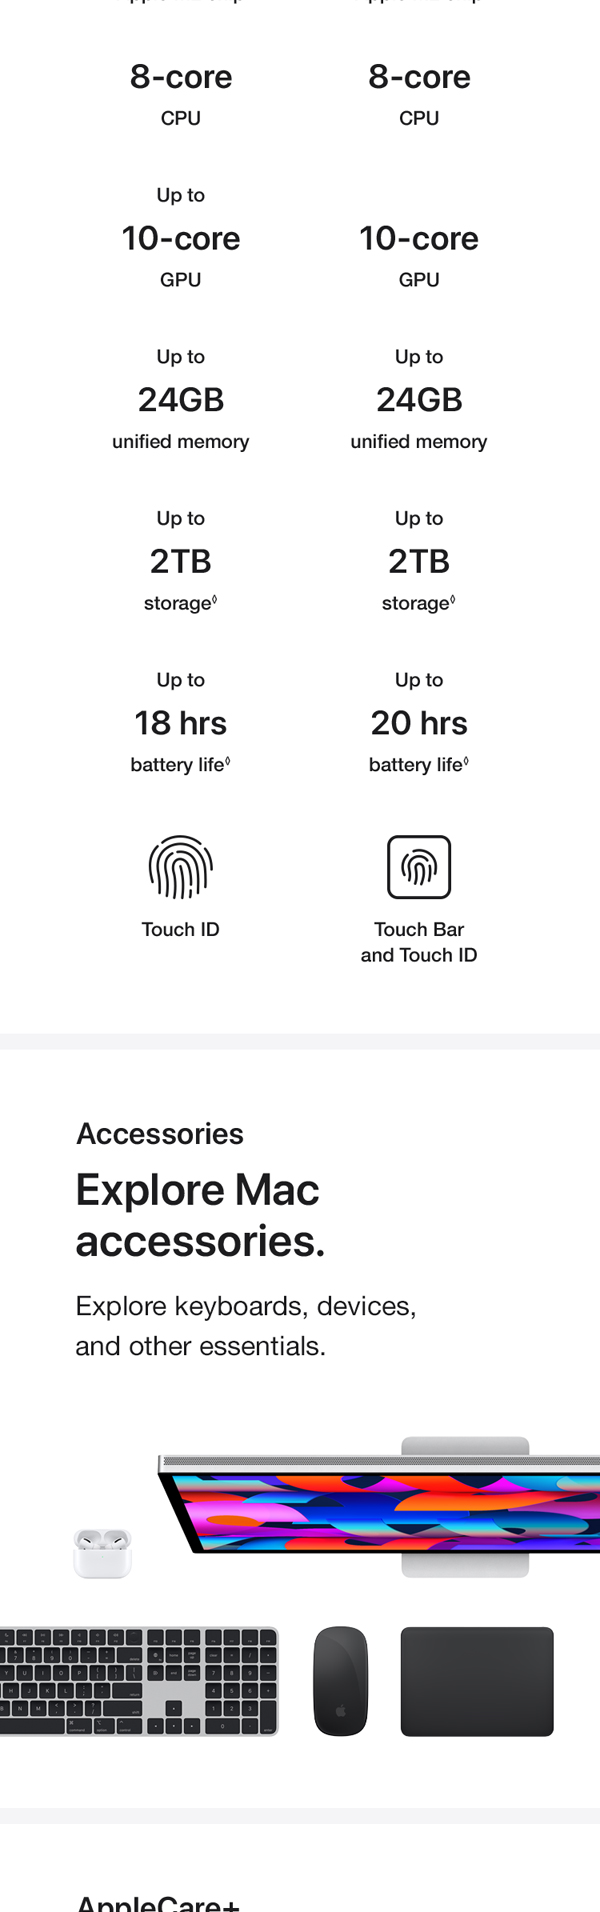 8-core 8-core
CPU CPU
Up to
10-core 10-core
GPU GPU
Up to Up to
24GB 24GB
unified memory unified memory
Up to Up to
2TB 2TB
storage◊ storage◊
Up to Up to
18 hrs 20 hrs
battery life◊ battery life◊
Touch ID Touch Bar
and Touch ID
Accessories
Explore Mac
accessories.
Explore keyboards, devices,
and other essentials.
AppleCare+